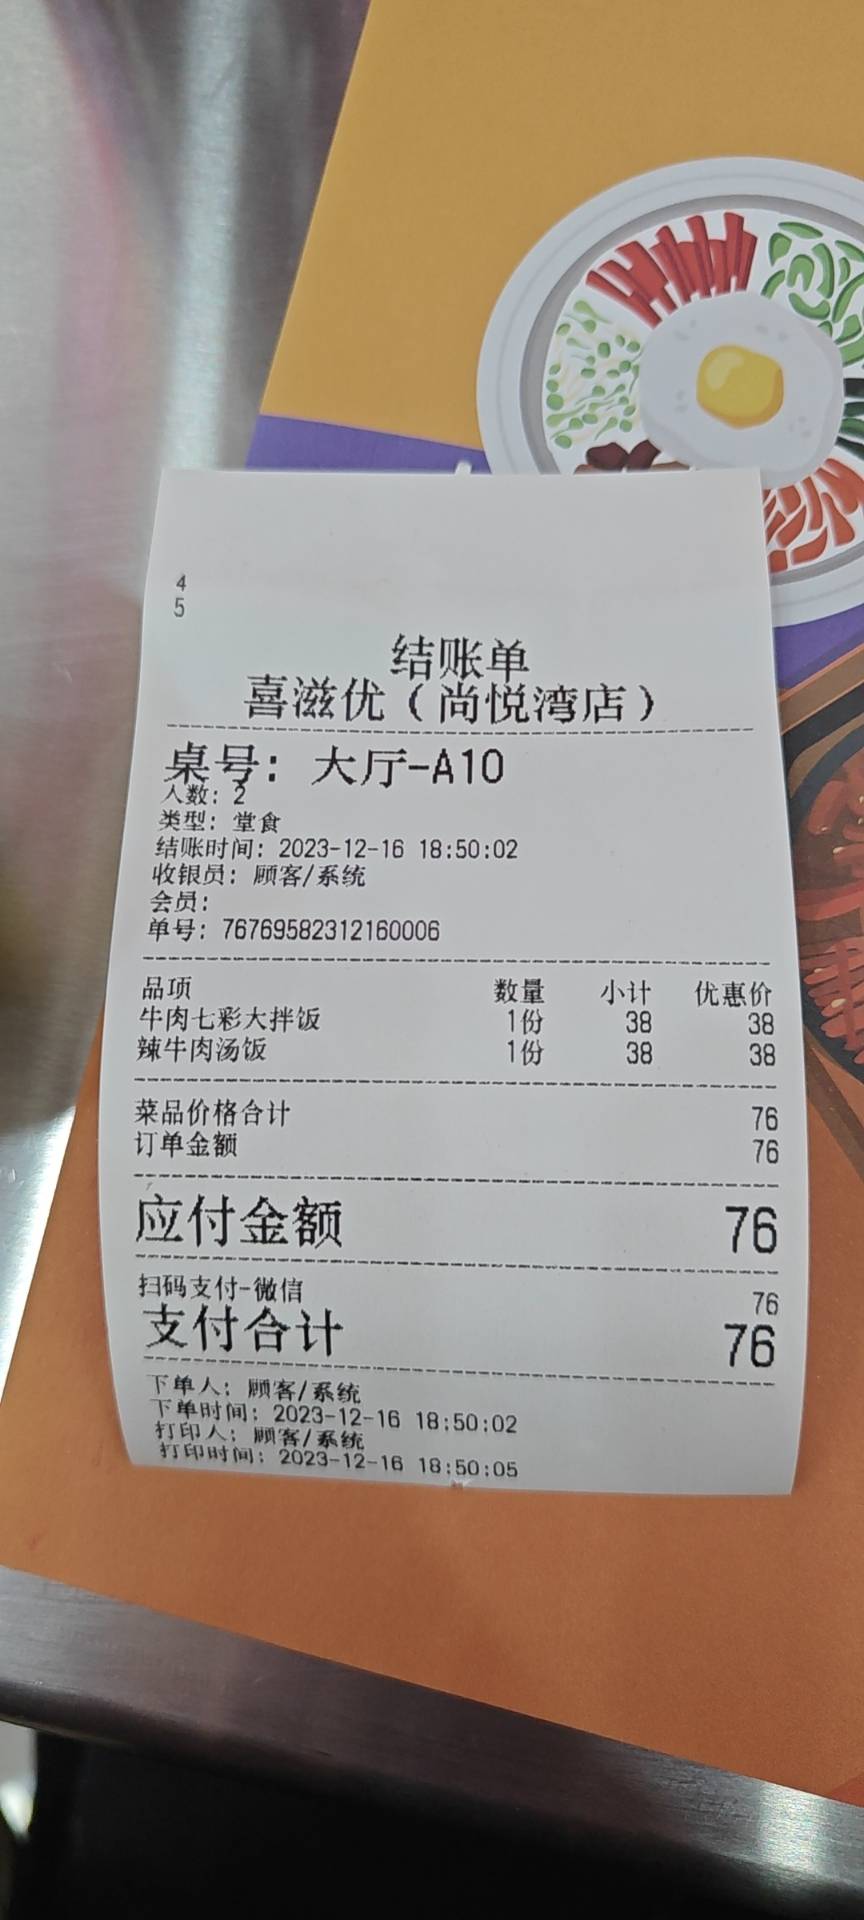 4
5
结账单
喜滋优（尚悦湾店）
桌号: 大厅-A10
人数: 2
类型: 堂食
结账时间: 2023-12-16 18:50:02
收银员: 顾客/系统
会员:
单号: 76769582312160006
品项 数量 小计 优惠价
牛肉七彩大拌饭 1份 38 38
辣牛肉汤饭 1份 38 38
菜品价格合计 76
订单金额 76
应付金额 76
扫码支付-微信 76
支付合计 76
下单人: 顾客/系统
下单时间: 2023-12-16 18:50:02
打印人: 顾客/系统
打印时间: 2023-12-16 18:50:05